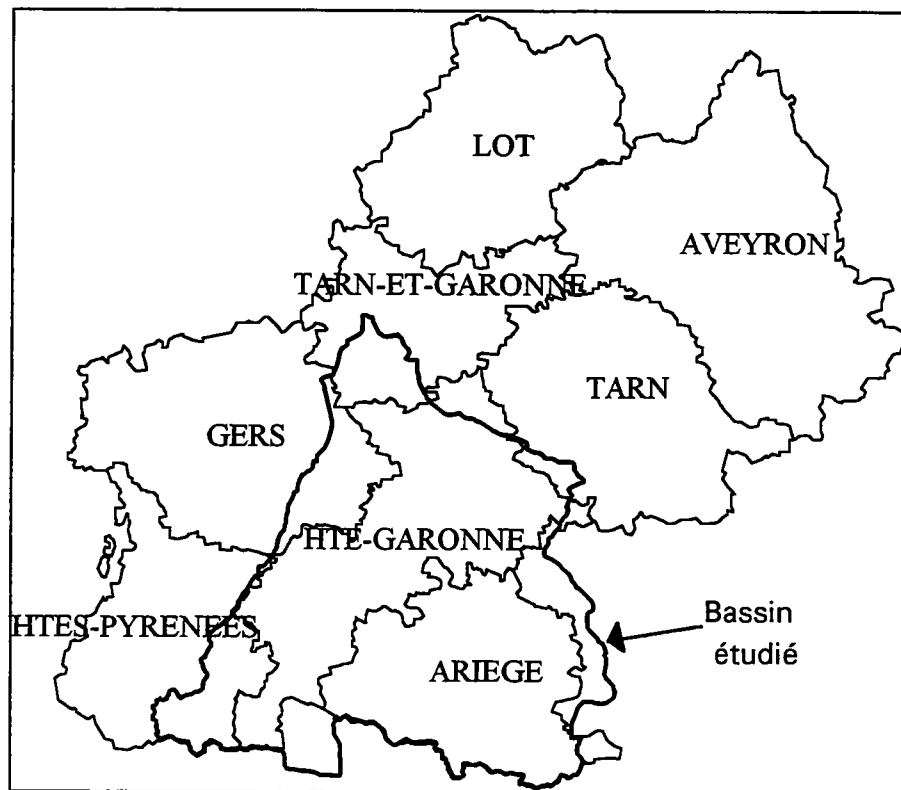 LOT
AVEYRON
TARN-ET-GARONNE
TARN
GERS
HTE-GARONNE
HTES-PYRENEES
Bassin
étudié
ARIEGE